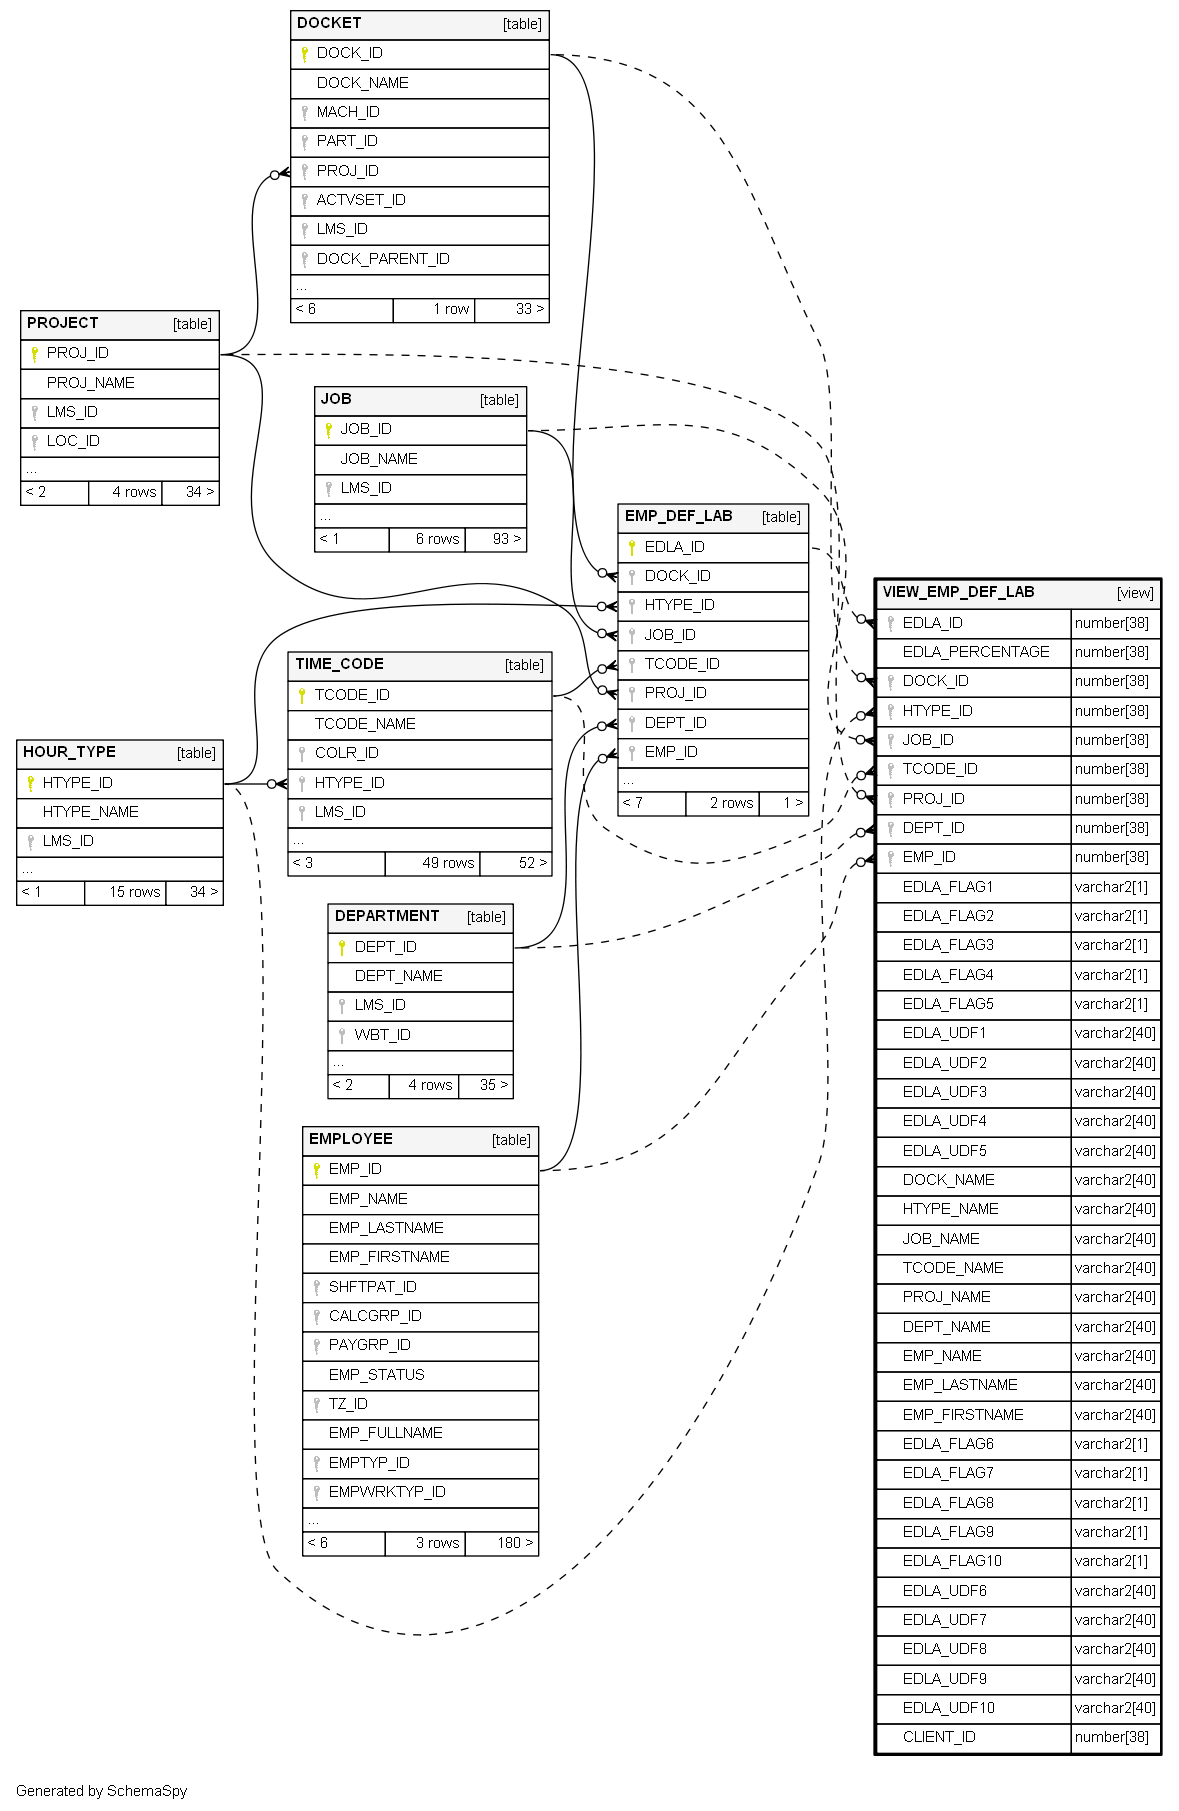 DOCKET [table]
DOCK_ID
DOCK_NAME
MACH_ID
PART_ID
PROJ_ID
ACTVSET_ID
LMS_ID
DOCK_PARENT_ID
...
< 6 1 row 33 >
PROJECT [table]
PROJ_ID
PROJ_NAME
LMS_ID
LOC_ID
...
< 2 4 rows 34 >
JOB [table]
JOB_ID
JOB_NAME
LMS_ID
...
< 1 6 rows 93 >
EMP_DEF_LAB [table]
EDLA_ID
DOCK_ID
HTYPE_ID
JOB_ID
TCODE_ID
PROJ_ID
DEPT_ID
EMP_ID
...
< 7 2 rows 1 >
TIME_CODE [table]
TCODE_ID
TCODE_NAME
COLR_ID
HTYPE_ID
LMS_ID
...
< 3 49 rows 52 >
HOUR_TYPE [table]
HTYPE_ID
HTYPE_NAME
LMS_ID
...
< 1 15 rows 34 >
DEPARTMENT [table]
DEPT_ID
DEPT_NAME
LMS_ID
WBT_ID
...
< 2 4 rows 35 >
EMPLOYEE [table]
EMP_ID
EMP_NAME
EMP_LASTNAME
EMP_FIRSTNAME
SHFTPAT_ID
CALCGRP_ID
PAYGRP_ID
EMP_STATUS
TZ_ID
EMP_FULLNAME
EMPTYP_ID
EMPWRKTYP_ID
...
< 6 3 rows 180 >
VIEW_EMP_DEF_LAB [view]
EDLA_ID number[38]
EDLA_PERCENTAGE number[38]
DOCK_ID number[38]
HTYPE_ID number[38]
JOB_ID number[38]
TCODE_ID number[38]
PROJ_ID number[38]
DEPT_ID number[38]
EMP_ID number[38]
EDLA_FLAG1 varchar2[1]
EDLA_FLAG2 varchar2[1]
EDLA_FLAG3 varchar2[1]
EDLA_FLAG4 varchar2[1]
EDLA_FLAG5 varchar2[1]
EDLA_UDF1 varchar2[40]
EDLA_UDF2 varchar2[40]
EDLA_UDF3 varchar2[40]
EDLA_UDF4 varchar2[40]
EDLA_UDF5 varchar2[40]
DOCK_NAME varchar2[40]
HTYPE_NAME varchar2[40]
JOB_NAME varchar2[40]
TCODE_NAME varchar2[40]
PROJ_NAME varchar2[40]
DEPT_NAME varchar2[40]
EMP_NAME varchar2[40]
EMP_LASTNAME varchar2[40]
EMP_FIRSTNAME varchar2[40]
EDLA_FLAG6 varchar2[1]
EDLA_FLAG7 varchar2[1]
EDLA_FLAG8 varchar2[1]
EDLA_FLAG9 varchar2[1]
EDLA_FLAG10 varchar2[1]
EDLA_UDF6 varchar2[40]
EDLA_UDF7 varchar2[40]
EDLA_UDF8 varchar2[40]
EDLA_UDF9 varchar2[40]
EDLA_UDF10 varchar2[40]
CLIENT_ID number[38]
Generated by SchemaSpy